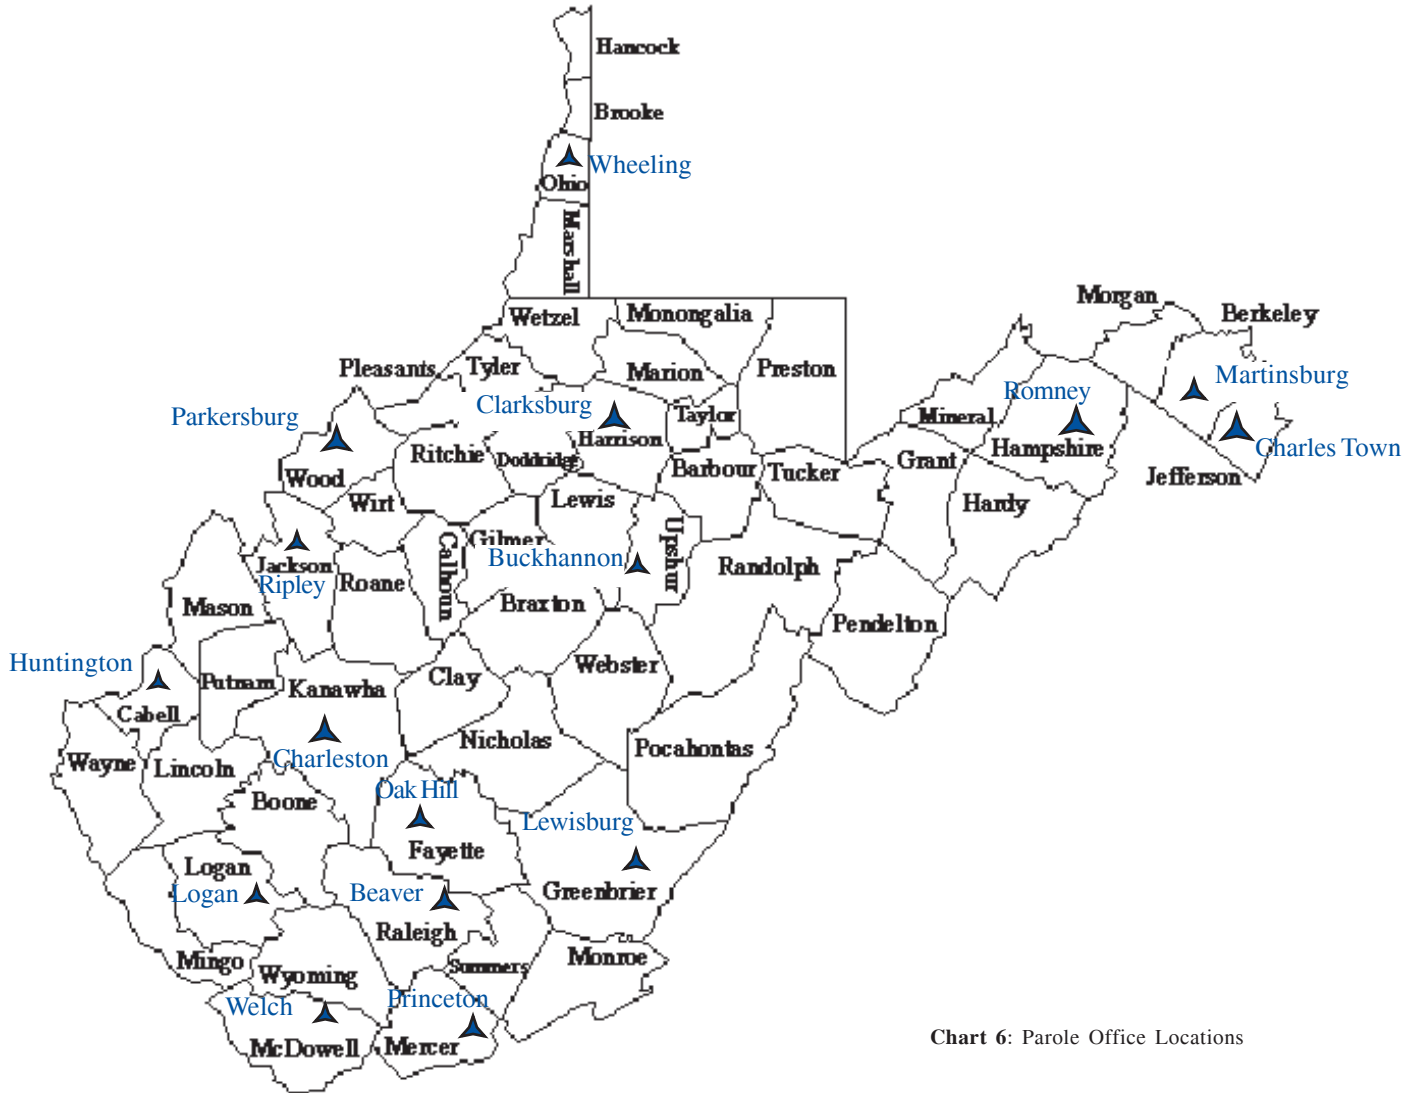 Hancock
Brooke
Wheeling
Ohio
Marshall
Wetzel
Monongalia
Morgan
Berkeley
Pleasants
Tyler
Marion
Preston
Martinsburg
Romney
Parkersburg
Clarksburg
Taylor
Mineral
Harrison
Charles Town
Hampshire
Ritchie
Doddridge
Barbour
Tucker
Grant
Jefferson
Wood
Wirt
Lewis
Hardy
Gilmer
Calhoun
Upshur
Buckhannon
Jackson
Ripley
Roane
Randolph
Mason
Braxton
Pendelton
Huntington
Putnam
Kanawha
Clay
Webster
Cabell
Nicholas
Pocahontas
Wayne
Lincoln
Charleston
Oak Hill
Boone
Lewisburg
Fayette
Logan
Logan
Beaver
Greenbrier
Raleigh
Mingo
Wyoming
Summers
Monroe
Welch
Princeton
McDowell
Mercer
Chart 6: Parole Office Locations